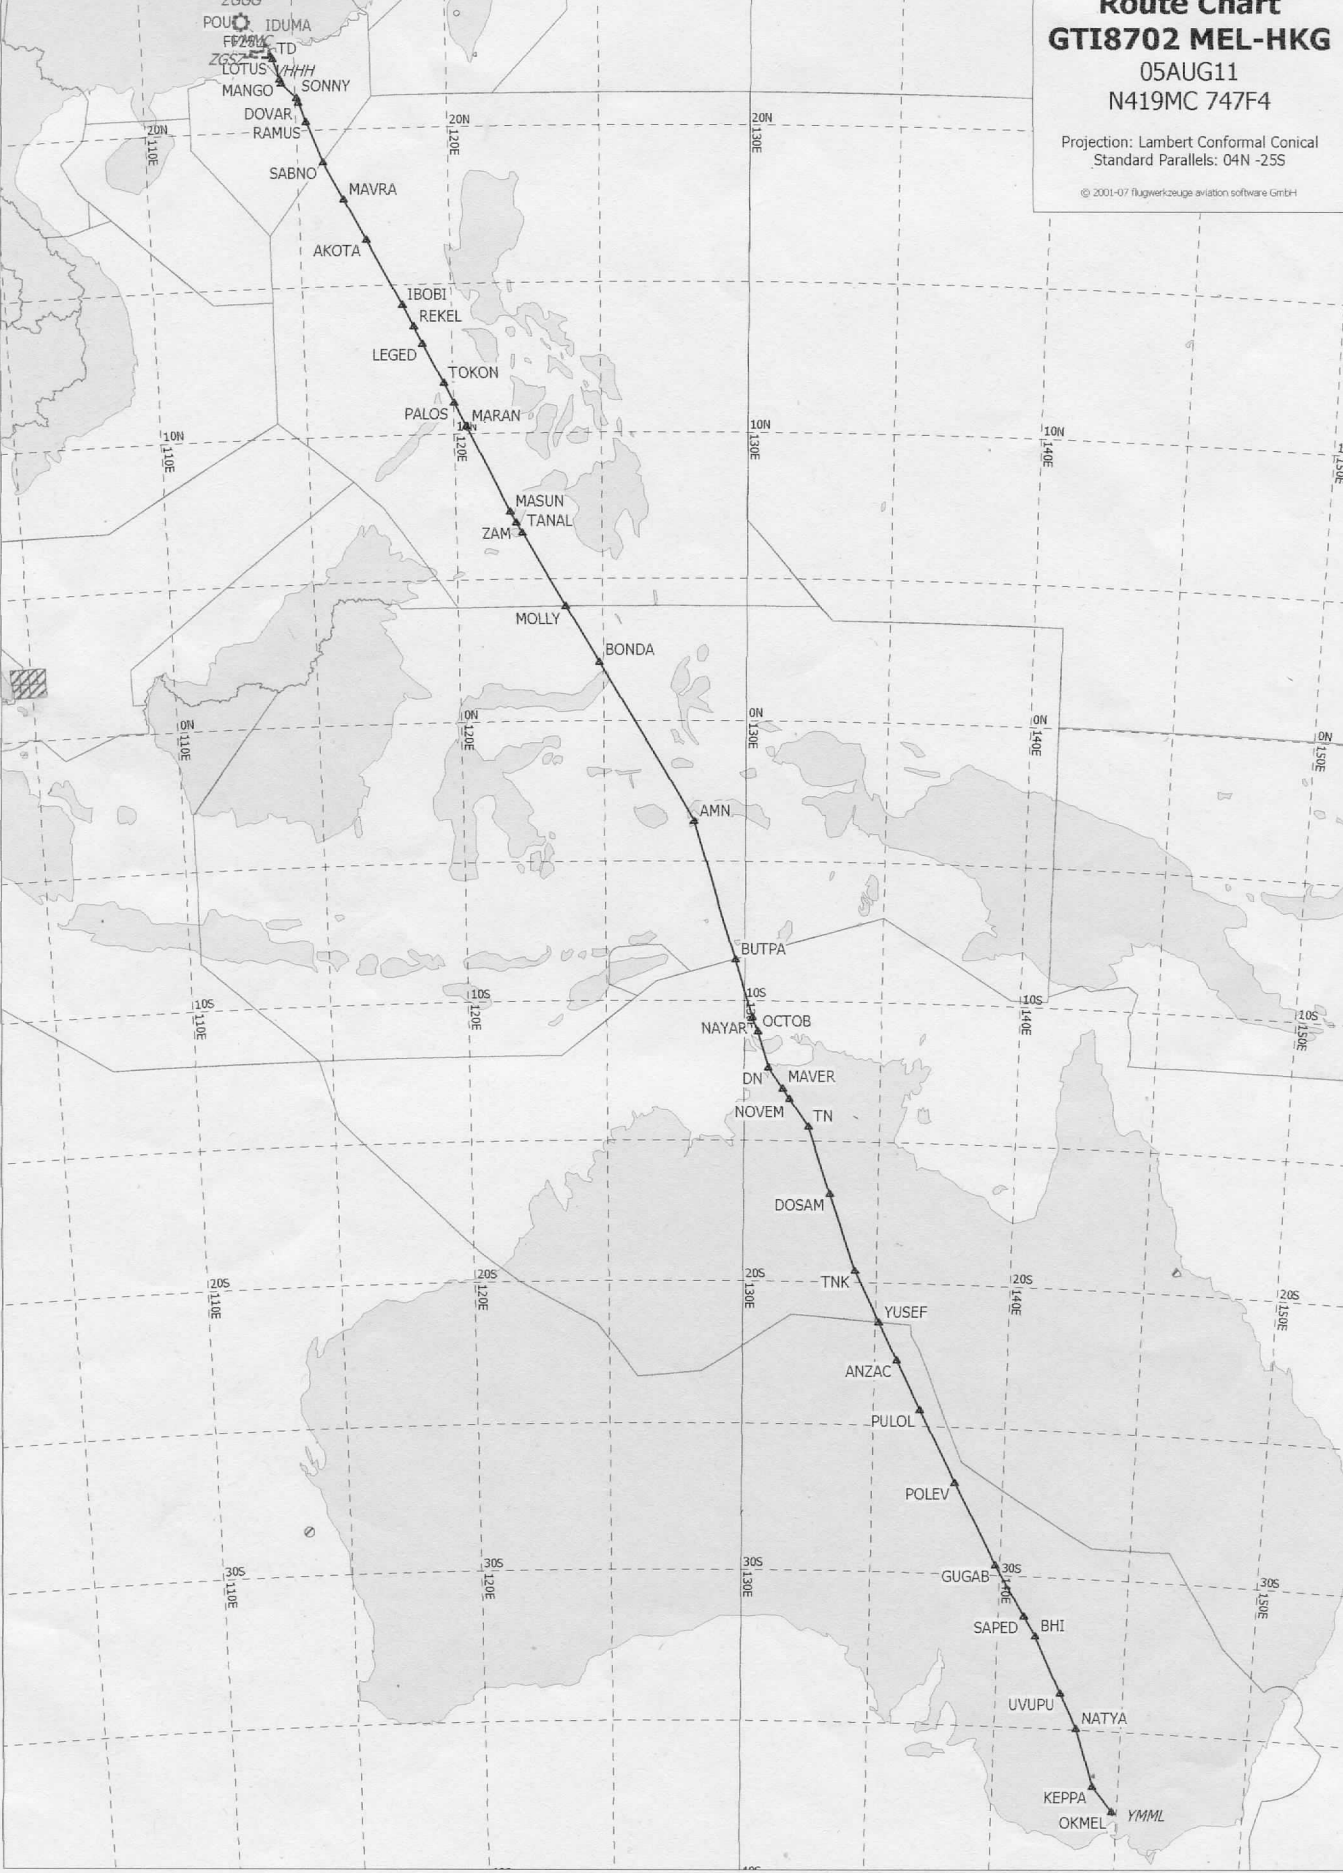 Route Chart
GTI8702 MEL-HKG
05AUG11
N419MC 747F4
Projection: Lambert Conformal Conical
Standard Parallels: 04N -25S
© 2001-07 flugwerkzeuge aviation software GmbH
ZGGG
POU
IDUMA
TD
ZGSZ
LOTUS
VHHH
MANGO
SONNY
DOVAR
RAMUS
20N
110E
20N
120E
20N
130E
SABNO
MAVRA
AKOTA
IBOBI
REKEL
LEGED
TOKON
PALOS
MARAN
10N
110E
10N
120E
10N
130E
10N
140E
150E
MASUN
TANAL
ZAM
MOLLY
BONDA
0N
110E
0N
120E
0N
130E
0N
140E
0N
150E
AMN
BUTPA
10S
110E
10S
120E
10S
10S
140E
10S
150E
NAYAR
OCTOB
DN
MAVER
NOVEM
TN
DOSAM
TNK
20S
110E
20S
120E
20S
130E
20S
140E
20S
150E
YUSEF
ANZAC
PULOL
POLEV
30S
110E
30S
120E
30S
130E
GUGAB
30S
140E
30S
150E
SAPED
BHI
UVUPU
NATYA
KEPPA
OKMEL
YMML